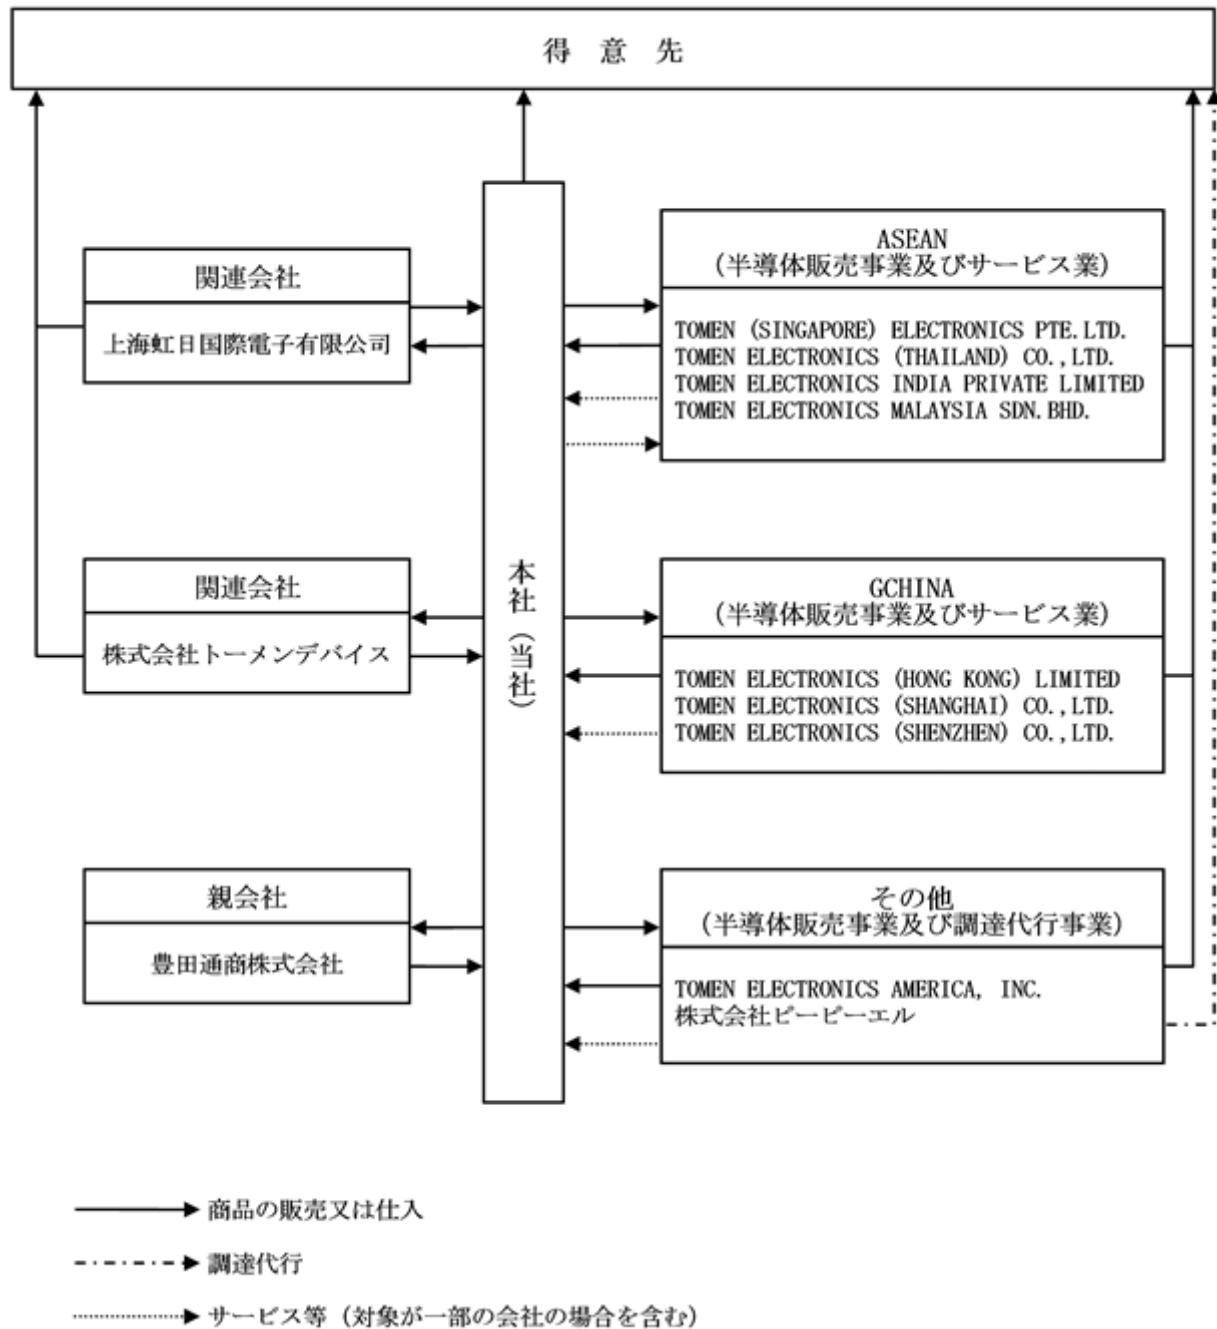 得 意 先
関連会社
上海虹日国際電子有限公司
関連会社
株式会社トーメンデバイス
親会社
豊田通商株式会社
本社(当社)
ASEAN
(半導体販売事業及びサービス業)
TOMEN (SINGAPORE) ELECTRONICS PTE.LTD.
TOMEN ELECTRONICS (THAILAND) CO.,LTD.
TOMEN ELECTRONICS INDIA PRIVATE LIMITED
TOMEN ELECTRONICS MALAYSIA SDN.BHD.
GCHINA
(半導体販売事業及びサービス業)
TOMEN ELECTRONICS (HONG KONG) LIMITED
TOMEN ELECTRONICS (SHANGHAI) CO.,LTD.
TOMEN ELECTRONICS (SHENZHEN) CO.,LTD.
その他
(半導体販売事業及び調達代行事業)
TOMEN ELECTRONICS AMERICA, INC.
株式会社ピーピーエル
商品の販売又は仕入
調達代行
サービス等(対象が一部の会社の場合を含む)